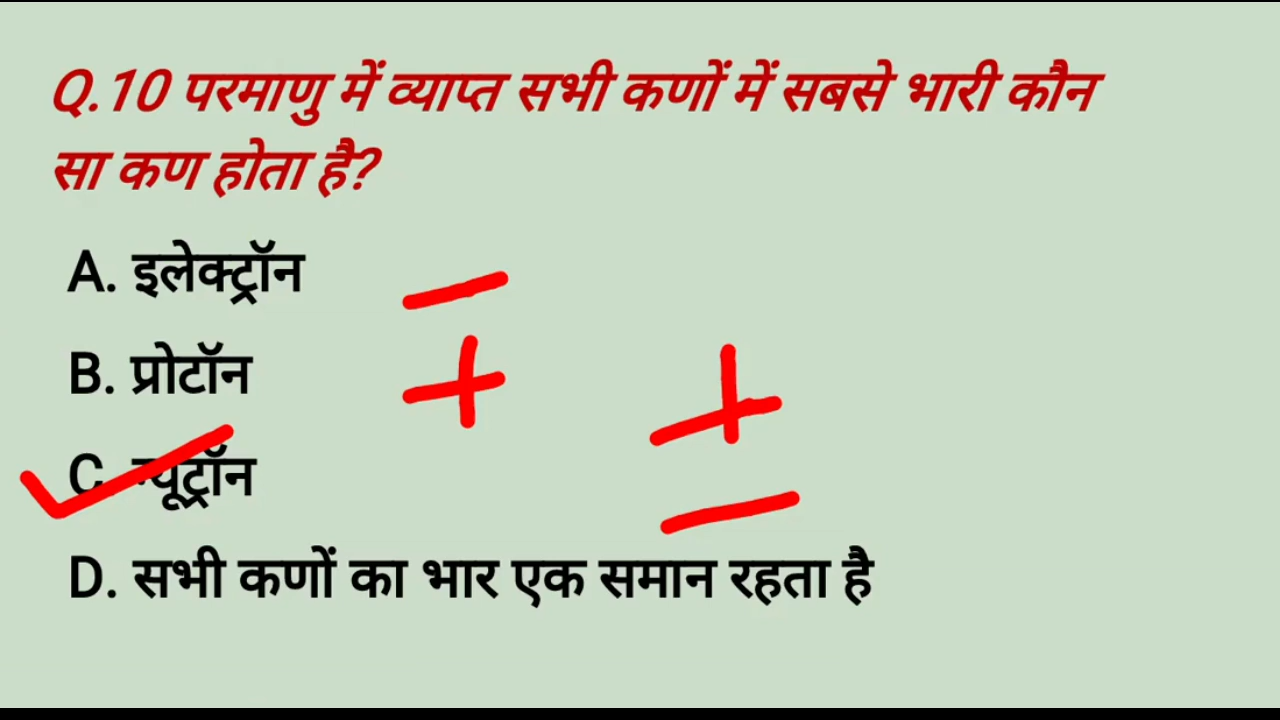 Q.10 परमाणु में व्याप्त सभी कणों में सबसे भारी कौन
सा कण होता है?
A. इलेक्ट्रॉन
B. प्रोटॉन
C. न्यूट्रॉन
D. सभी कणों का भार एक समान रहता है